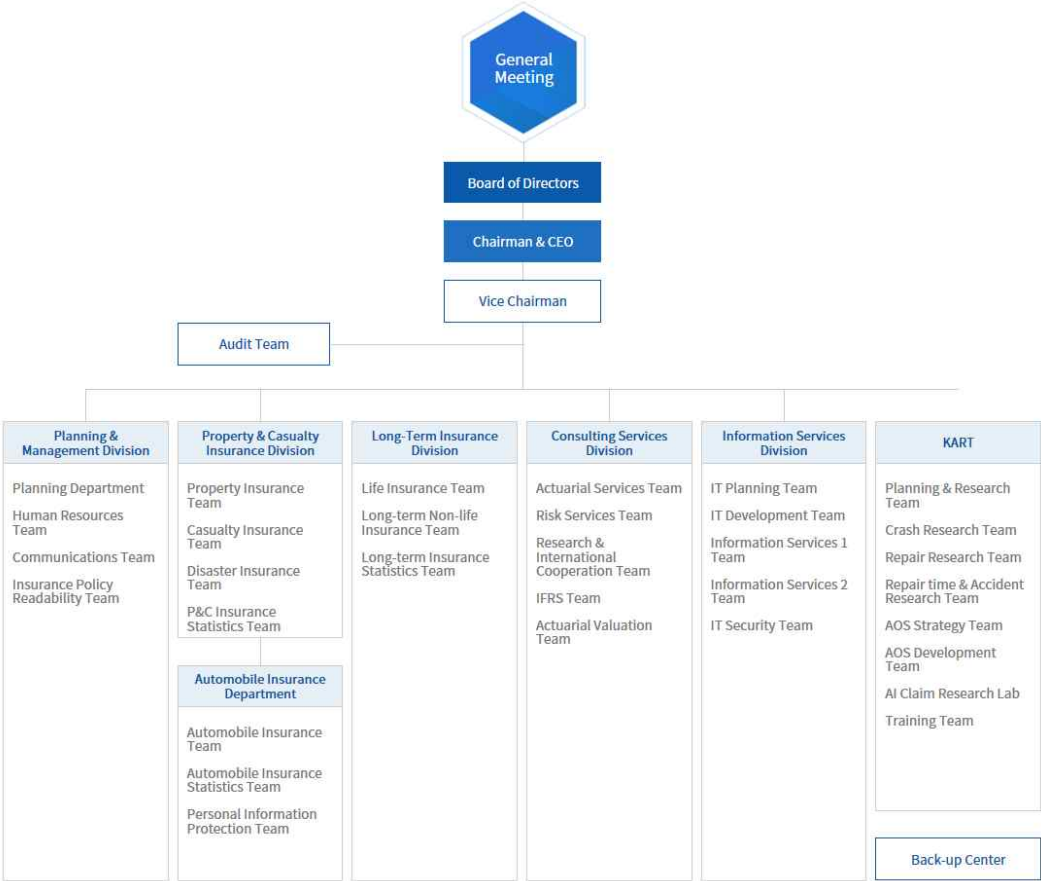 General
Meeting
Board of Directors
Chairman & CEO
Vice Chairman
Audit Team
Planning &
Management Division
Planning Department
Human Resources
Team
Communications Team
Insurance Policy
Readability Team
Property & Casualty
Insurance Division
Property Insurance
Team
Casualty Insurance
Team
Disaster Insurance
Team
P&C Insurance
Statistics Team
Automobile Insurance
Department
Automobile Insurance
Team
Automobile Insurance
Statistics Team
Personal Information
Protection Team
Long-Term Insurance
Division
Life Insurance Team
Long-term Non-life
Insurance Team
Long-term Insurance
Statistics Team
Consulting Services
Division
Actuarial Services Team
Risk Services Team
Research &
International
Cooperation Team
IFRS Team
Actuarial Valuation
Team
Information Services
Division
IT Planning Team
IT Development Team
Information Services 1
Team
Information Services 2
Team
IT Security Team
KART
Planning & Research
Team
Crash Research Team
Repair Research Team
Repair time & Accident
Research Team
AOS Strategy Team
AOS Development
Team
AI Claim Research Lab
Training Team
Back-up Center